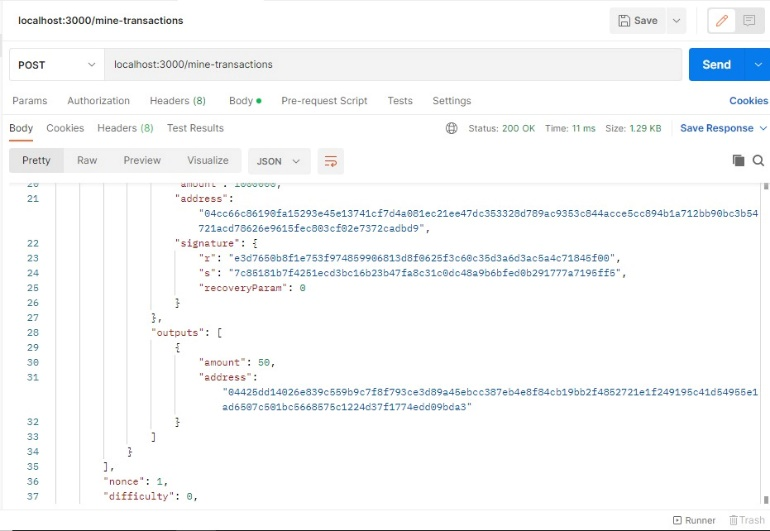 localhost:3000/mine-transactions
Save
POST
localhost:3000/mine-transactions
Send
Params Authorization Headers (8) Body Pre-request Script Tests Settings Cookies
Body Cookies Headers (8) Test Results Status: 200 OK Time: 11 ms Size: 1.29 KB Save Response
Pretty Raw Preview Visualize JSON
20 "amount": 1000000,
21 "address":
"04cc66c86190fa15293e45e13741cf7d4a081ec21ee47dc353328d789ac9353c844acce5cc894b1a712bb90bc3b54
721acd78626e9615fec803cf02e7372cadbd9",
22 "signature": {
23 "r": "e3d7650b8f1e753f974859906813d8f0625f3c60c35d3a6d3ac5a4c71845f00",
24 "s": "7c85181b7f4251ecd3bc16b23b47fa8c31c0dc48a9b6bfed0b291777a7195ff5",
25 "recoveryParam": 0
26 }
27 },
28 "outputs": [
29 {
30 "amount": 50,
31 "address":
"04425dd14026e839c559b9c7f8f793ce3d89a45ebcc387eb4e8f84cb19bb2f4852721e1f249195c41d54955e1
ad6507c501bc5668575c1224d37f1774edd09bda3"
32 }
33 ]
34 }
35 ],
36 "nonce": 1,
37 "difficulty": 0,
Runner Trash